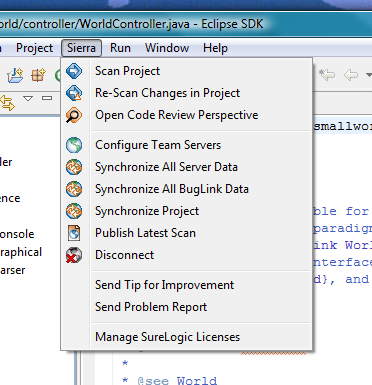 orld/controller/WorldController.java - Eclipse SDK
Project Sierra Run Window Help
Scan Project
Re-Scan Changes in Project
Open Code Review Perspective
smallwor
Configure Team Servers
ler
Synchronize All Server Data
Synchronize All BugLink Data
ence
ble for
Synchronize Project
paradigm
Publish Latest Scan
onsole
ink Worl
Disconnect
raphical
nterface
arser
d}, and
Send Tip for Improvement
Send Problem Report
Manage SureLogic Licenses
*
* @see World